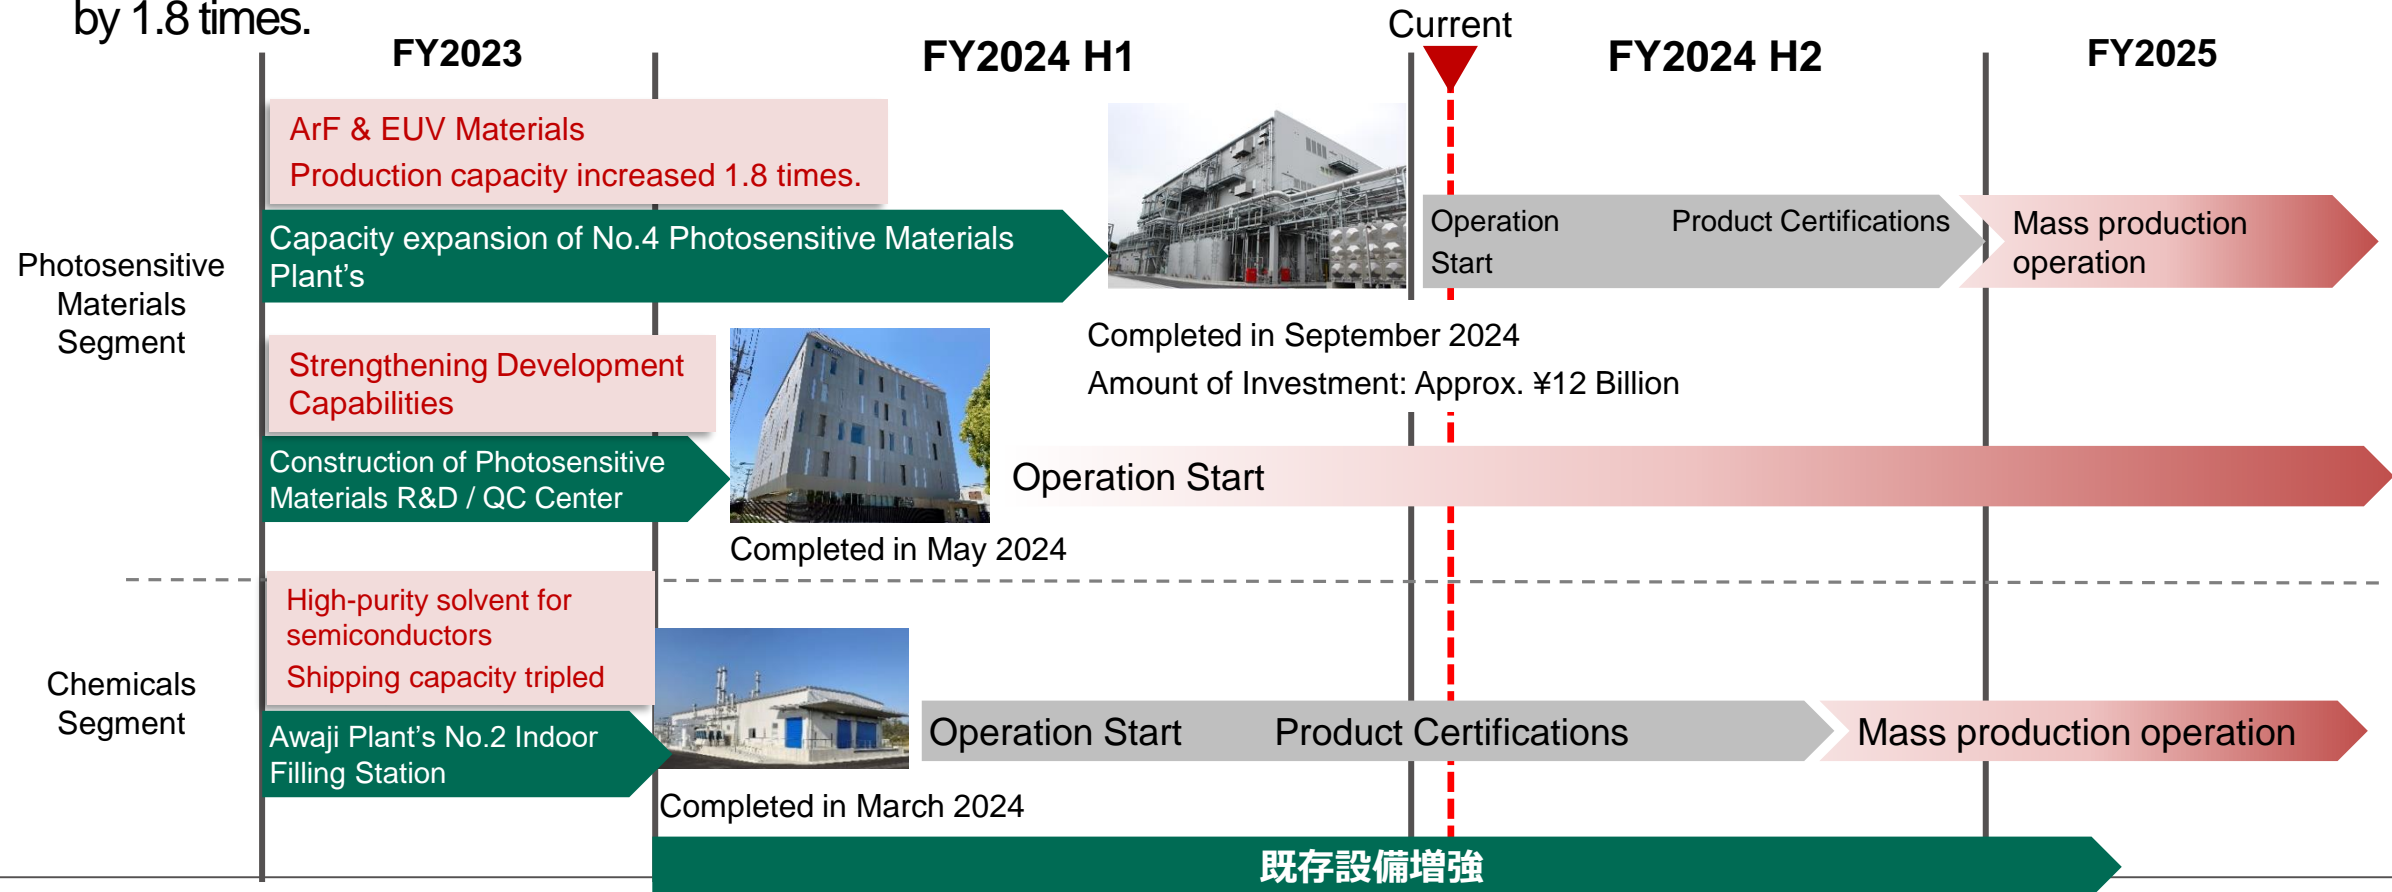 by 1.8 times.
Current
FY2023
FY2024 H1
FY2024 H2
FY2025
ArF & EUV Materials
Production capacity increased 1.8 times.
Capacity expansion of No.4 Photosensitive Materials
Plant's
Operation
Start
Product Certifications
Mass production
operation
Photosensitive
Materials
Segment
Completed in September 2024
Amount of Investment: Approx. ¥12 Billion
Strengthening Development
Capabilities
Construction of Photosensitive
Materials R&D / QC Center
Operation Start
Completed in May 2024
High-purity solvent for
semiconductors
Shipping capacity tripled
Chemicals
Segment
Awaji Plant's No.2 Indoor
Filling Station
Operation Start
Product Certifications
Mass production operation
Completed in March 2024
既存設備増強